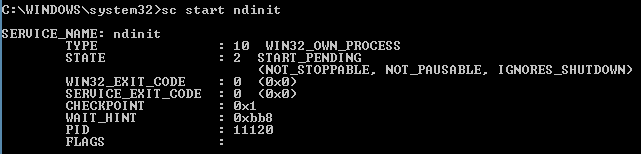 C:\WINDOWS\system32>sc start ndinit
SERVICE_NAME: ndinit
TYPE : 10 WIN32_OWN_PROCESS
STATE : 2 START_PENDING
(NOT_STOPPABLE, NOT_PAUSABLE, IGNORES_SHUTDOWN)
WIN32_EXIT_CODE : 0 (0x0)
SERVICE_EXIT_CODE : 0 (0x0)
CHECKPOINT : 0x1
WAIT_HINT : 0xbb8
PID : 11120
FLAGS :